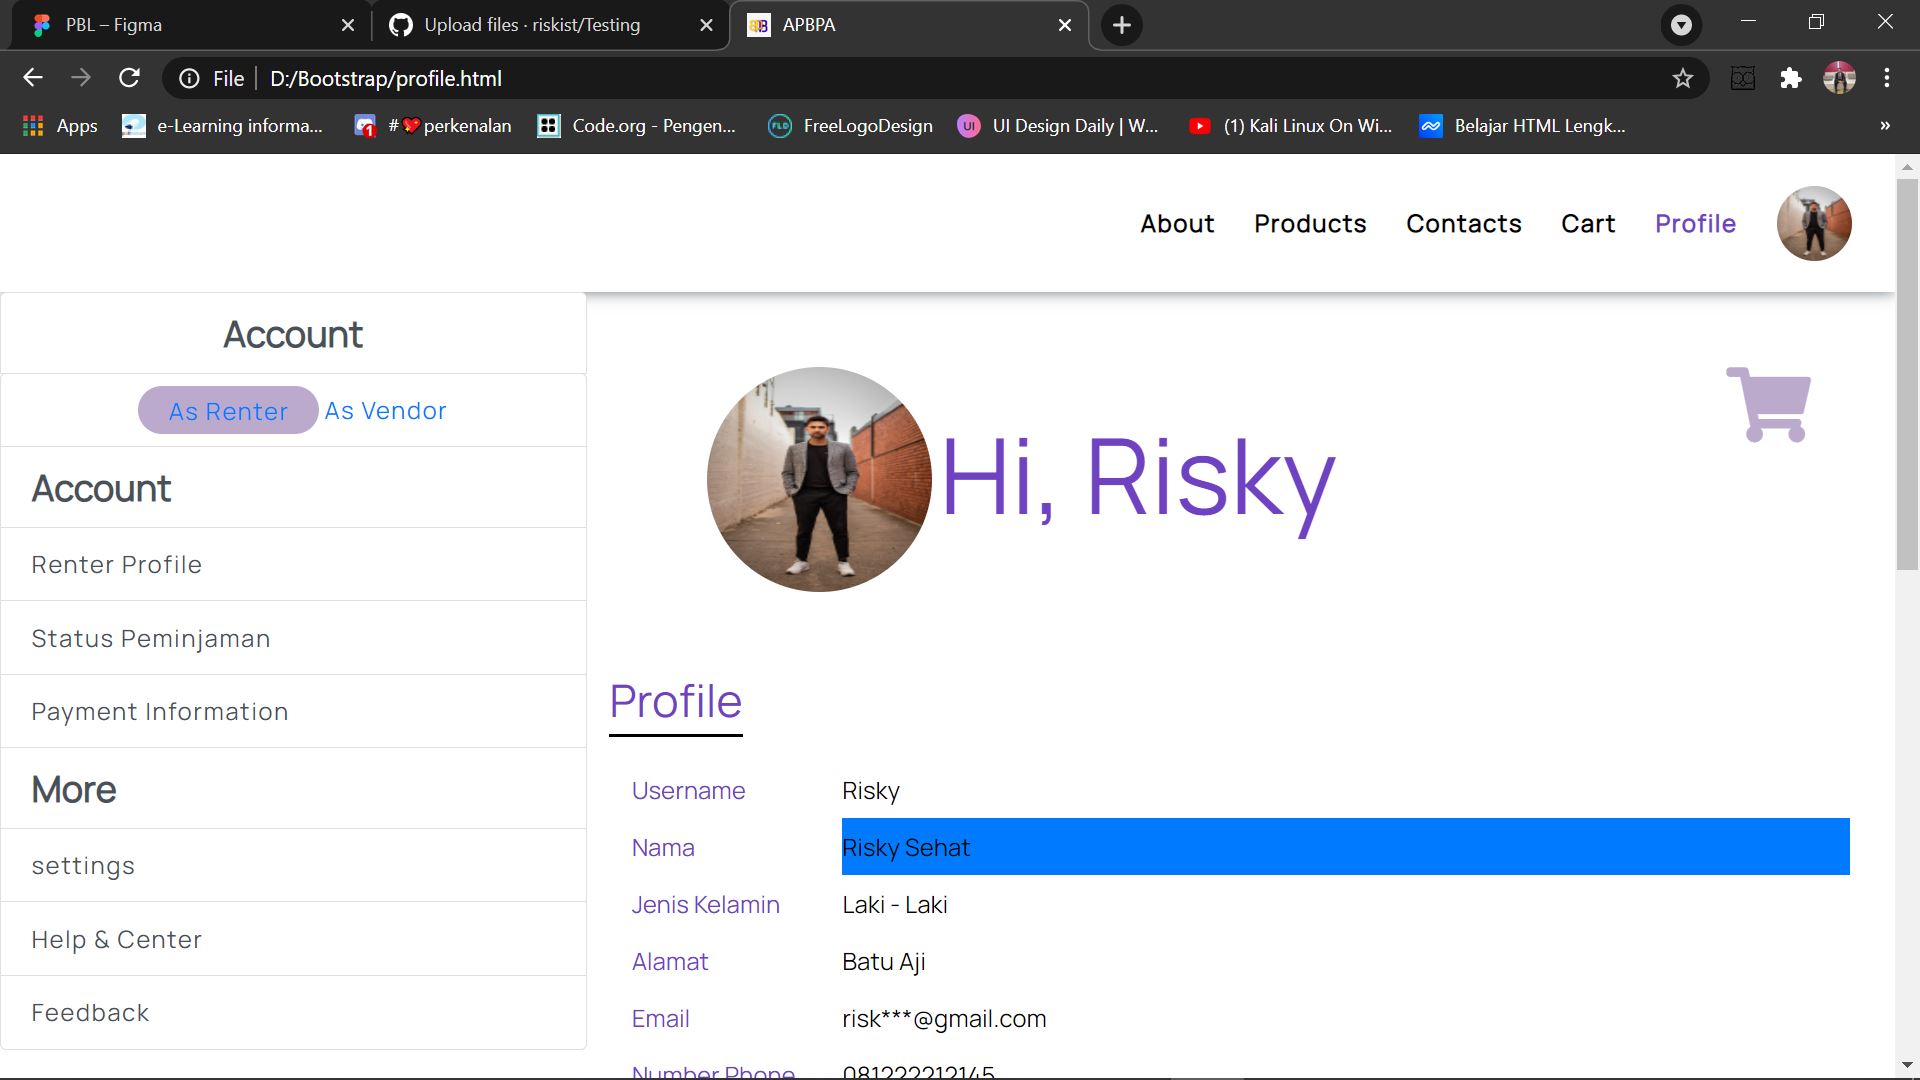 PBL – Figma
Upload files · riskist/Testing
APBPA
File
D:/Bootstrap/profile.html
Apps
e-Learning informa...
#❤perkenalan
Code.org - Pengen...
FreeLogoDesign
UI Design Daily | W...
(1) Kali Linux On Wi...
Belajar HTML Lengk...
»
About
Products
Contacts
Cart
Profile
Account
As Renter
As Vendor
Account
Renter Profile
Status Peminjaman
Payment Information
More
settings
Help & Center
Feedback
Hi, Risky
Profile
Username Risky
Nama Risky Sehat
Jenis Kelamin Laki - Laki
Alamat Batu Aji
Email risk***@gmail.com
Number Phone 081222212145